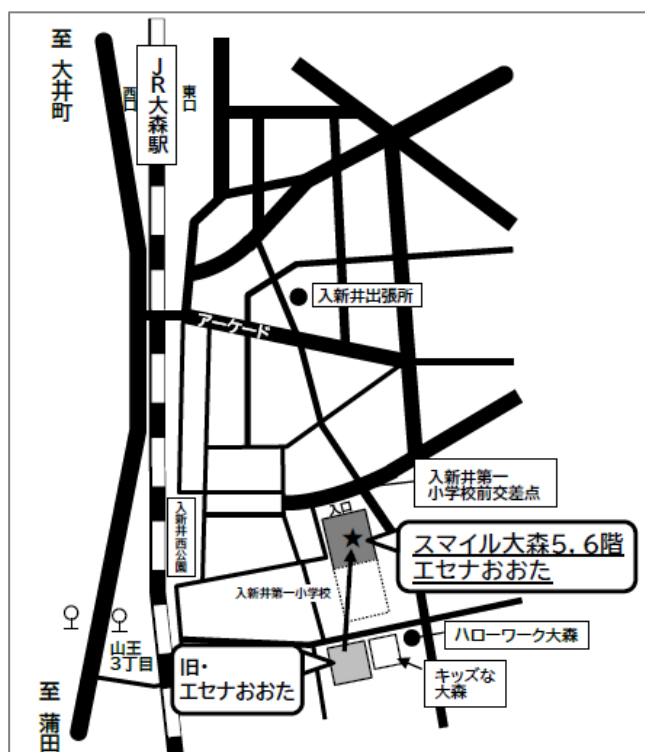 至 大井町
JR大森駅
西口
東口
入新井出張所
アーケード
入新井第一
小学校前交差点
入口
スマイル大森5,6階
エセナおおた
入新井西公園
入新井第一小学校
ハローワーク大森
山王
3丁目
旧・
エセナおおた
キッズな
大森
至 蒲田